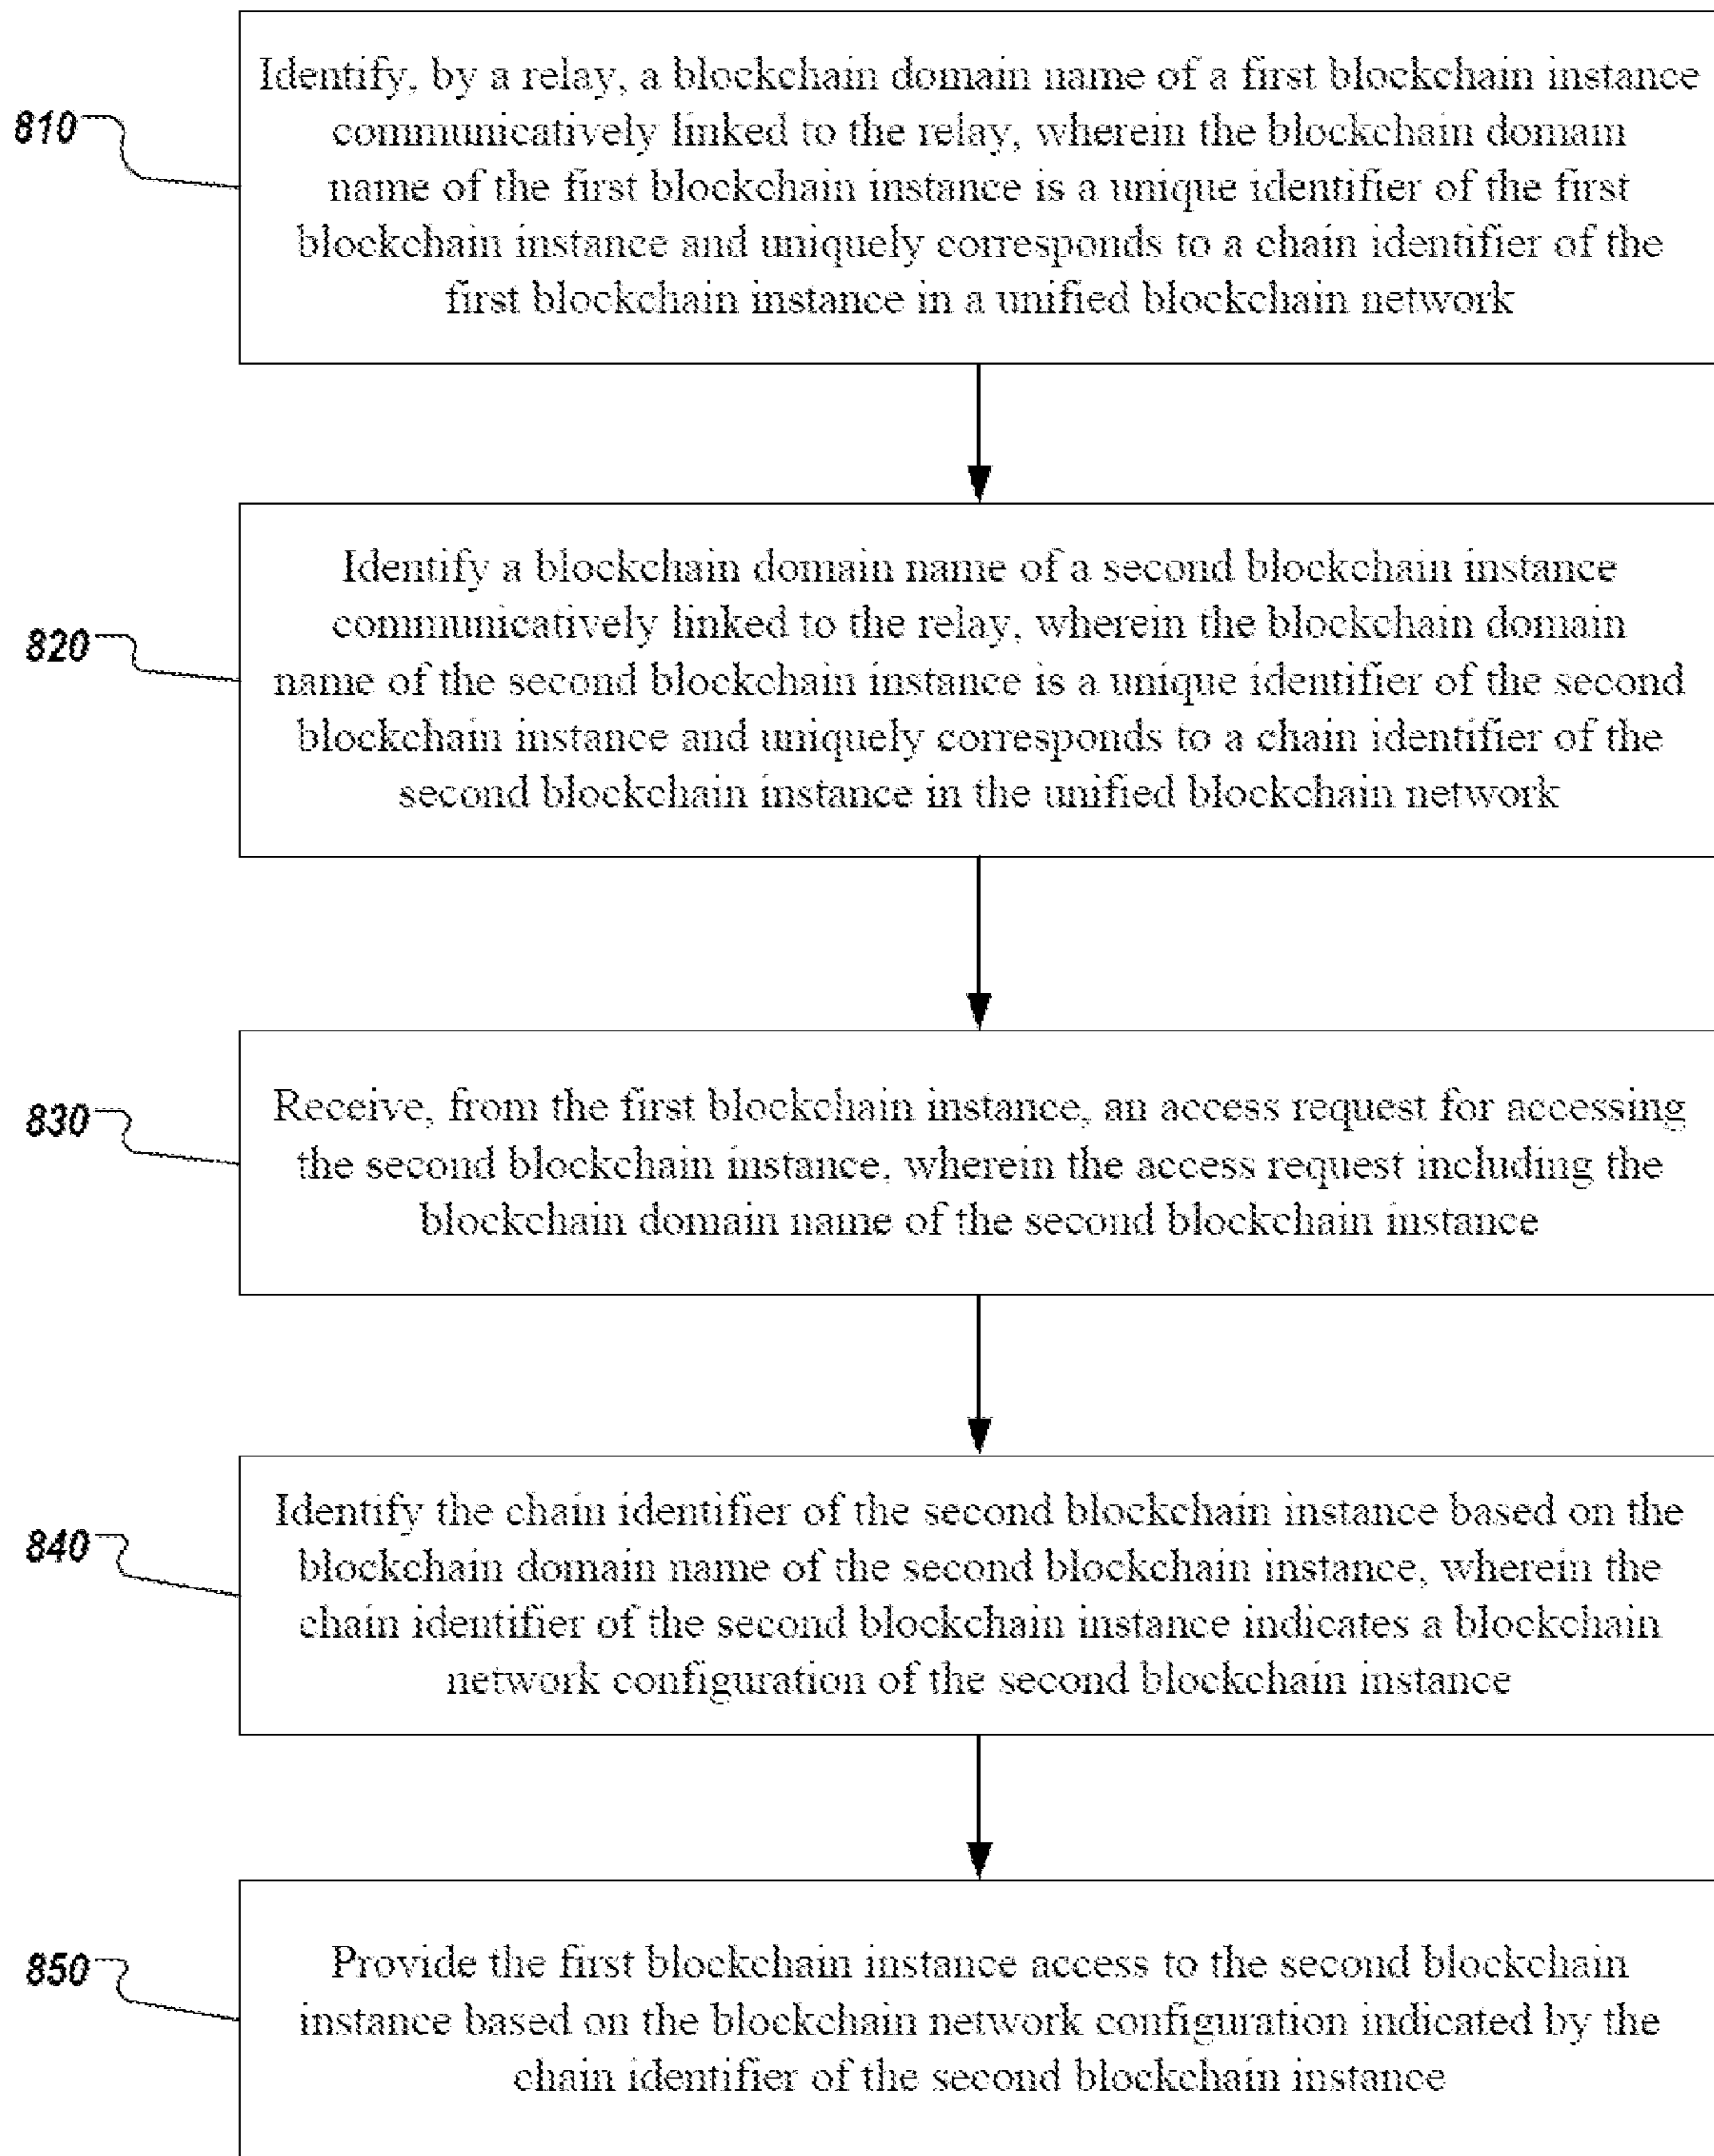 810
Identify, by a relay, a blockchain domain name of a first blockchain instance
communicatively linked to the relay, wherein the blockchain domain
name of the first blockchain instance is a unique identifier of the first
blockchain instance and uniquely corresponds to a chain identifier of the
first blockchain instance in a unified blockchain network
820
Identify a blockchain domain name of a second blockchain instance
communicatively linked to the relay, wherein the blockchain domain
name of the second blockchain instance is a unique identifier of the second
blockchain instance and uniquely corresponds to a chain identifier of the
second blockchain instance in the unified blockchain network
830
Receive, from the first blockchain instance, an access request for accessing
the second blockchain instance, wherein the access request including the
blockchain domain name of the second blockchain instance
840
Identify the chain identifier of the second blockchain instance based on the
blockchain domain name of the second blockchain instance, wherein the
chain identifier of the second blockchain instance indicates a blockchain
network configuration of the second blockchain instance
850
Provide the first blockchain instance access to the second blockchain
instance based on the blockchain network configuration indicated by the
chain identifier of the second blockchain instance